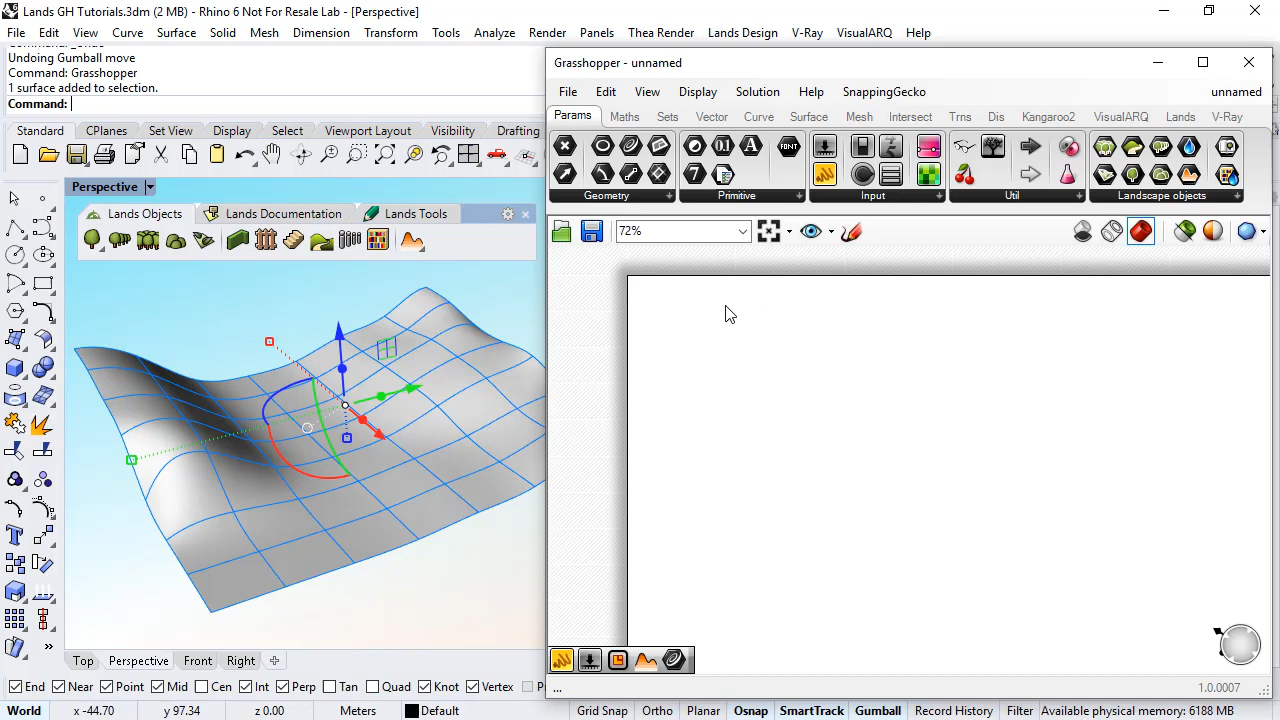 Lands GH Tutorials.3dm (2 MB) - Rhino 6 Not For Resale Lab - [Perspective]
File Edit View Curve Surface Solid Mesh Dimension Transform Tools Analyze Render Panels Thea Render Lands Design V-Ray VisualARQ Help
Undoing Gumball move
Command: Grasshopper
1 surface added to selection.
Command:
Standard CPlanes Set View Display Select Viewport Layout Visibility Drafting
Perspective
Lands Objects Lands Documentation Lands Tools
Top Perspective Front Right
End Near Point Mid Cen Int Perp Tan Quad Knot Vertex
World x -44.70 y 97.34 z 0.00 Meters Default Grid Snap Ortho Planar Osnap SmartTrack Gumball Record History Filter Available physical memory: 6188 MB
Grasshopper - unnamed
File Edit View Display Solution Help SnappingGecko unnamed
Params Maths Sets Vector Curve Surface Mesh Intersect Trns Dis Kangaroo2 VisualARQ Lands V-Ray
Geometry Primitive Input Util Landscape objects
72%
...
1.0.0007